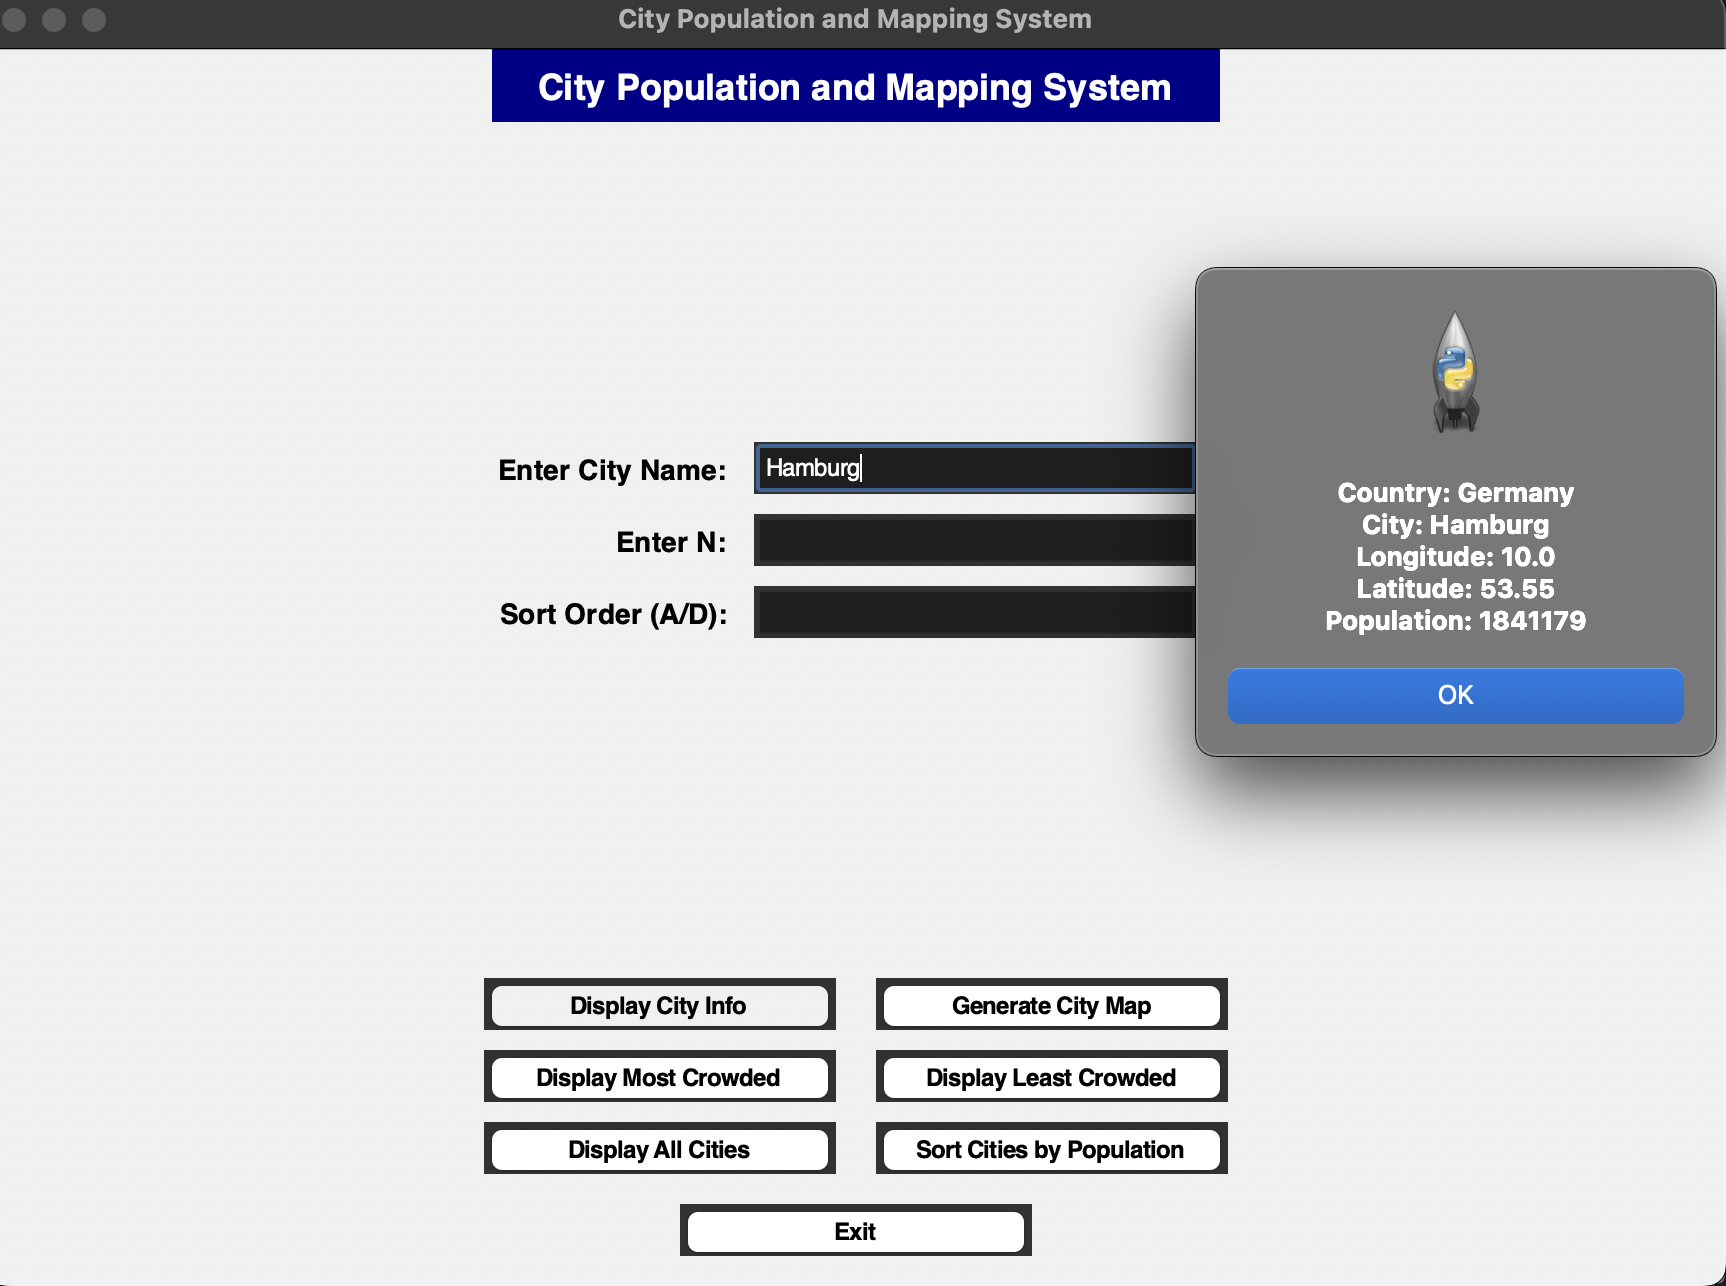 City Population and Mapping System
City Population and Mapping System
Enter City Name:
Hamburg
Enter N:
Sort Order (A/D):
Country: Germany
City: Hamburg
Longitude: 10.0
Latitude: 53.55
Population: 1841179
OK
Display City Info
Generate City Map
Display Most Crowded
Display Least Crowded
Display All Cities
Sort Cities by Population
Exit